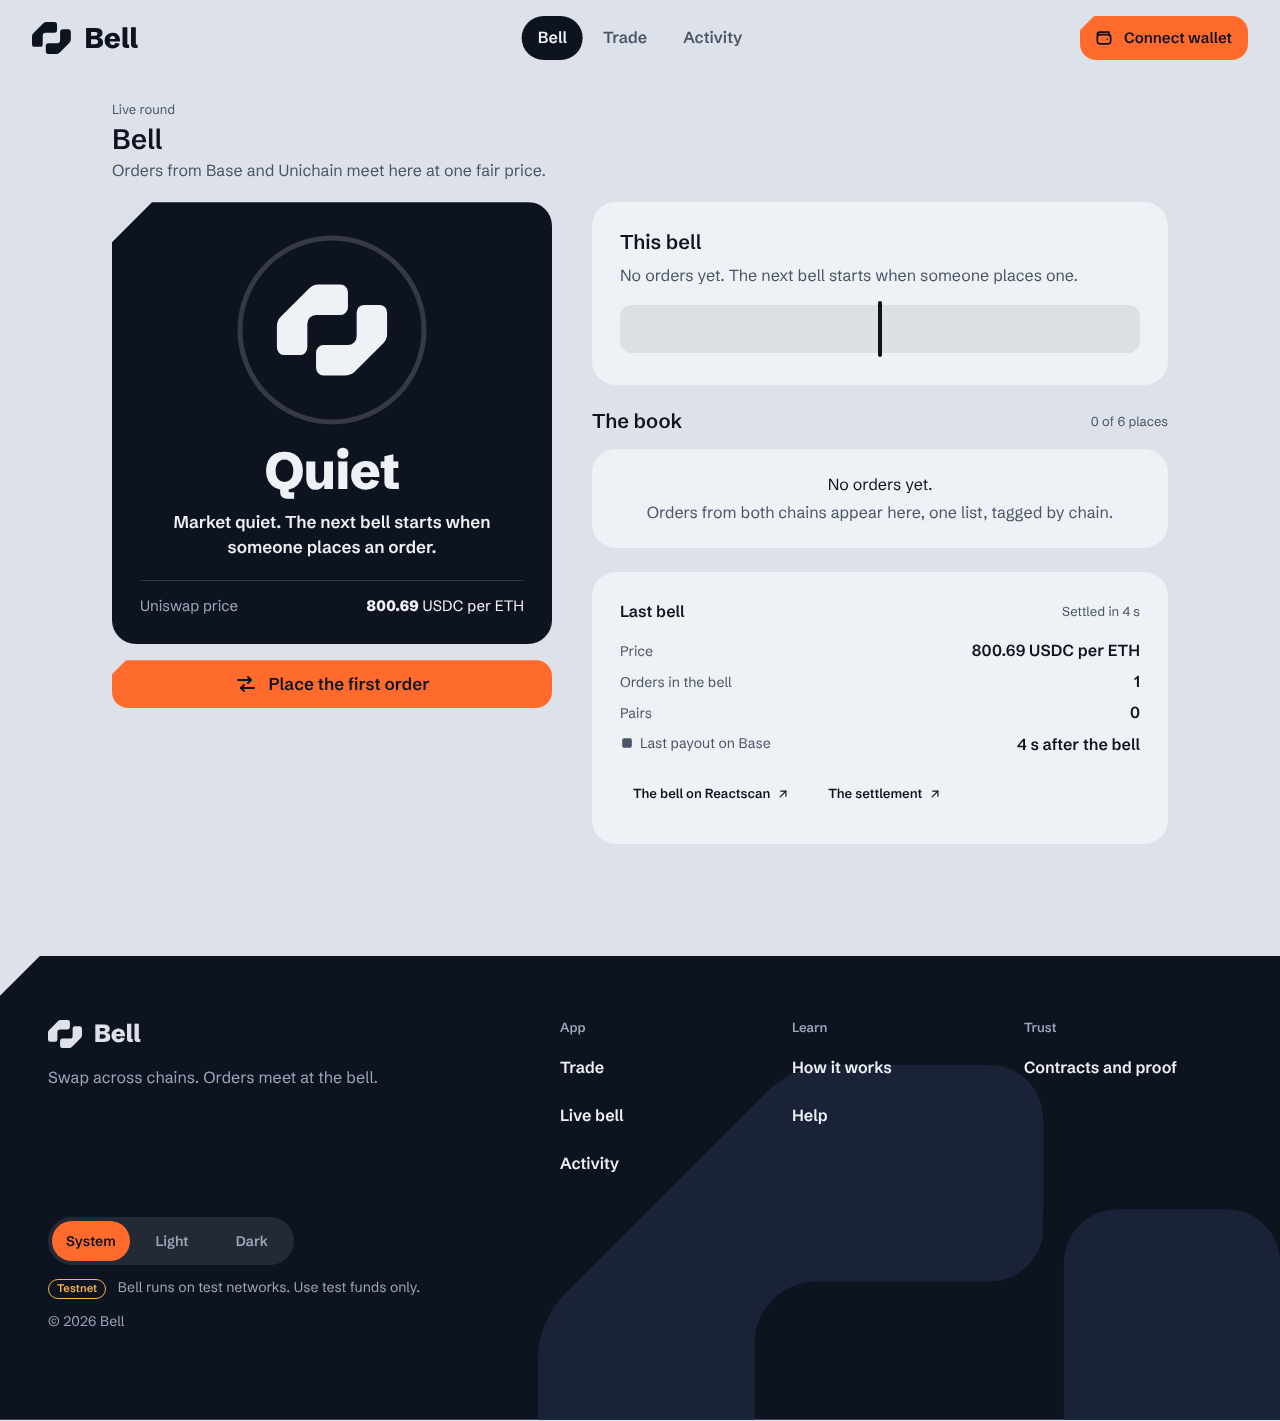 Bell
Bell
Trade
Activity
Connect wallet
Live round
Bell
Orders from Base and Unichain meet here at one fair price.
Quiet
Market quiet. The next bell starts when
someone places an order.
Uniswap price
800.69 USDC per ETH
Place the first order
This bell
No orders yet. The next bell starts when someone places one.
The book
0 of 6 places
No orders yet.
Orders from both chains appear here, one list, tagged by chain.
Last bell
Settled in 4 s
Price
800.69 USDC per ETH
Orders in the bell
1
Pairs
0
Last payout on Base
4 s after the bell
The bell on Reactscan
The settlement
Bell
Swap across chains. Orders meet at the bell.
App
Trade
Live bell
Activity
Learn
How it works
Help
Trust
Contracts and proof
System
Light
Dark
Testnet
Bell runs on test networks. Use test funds only.
© 2026 Bell